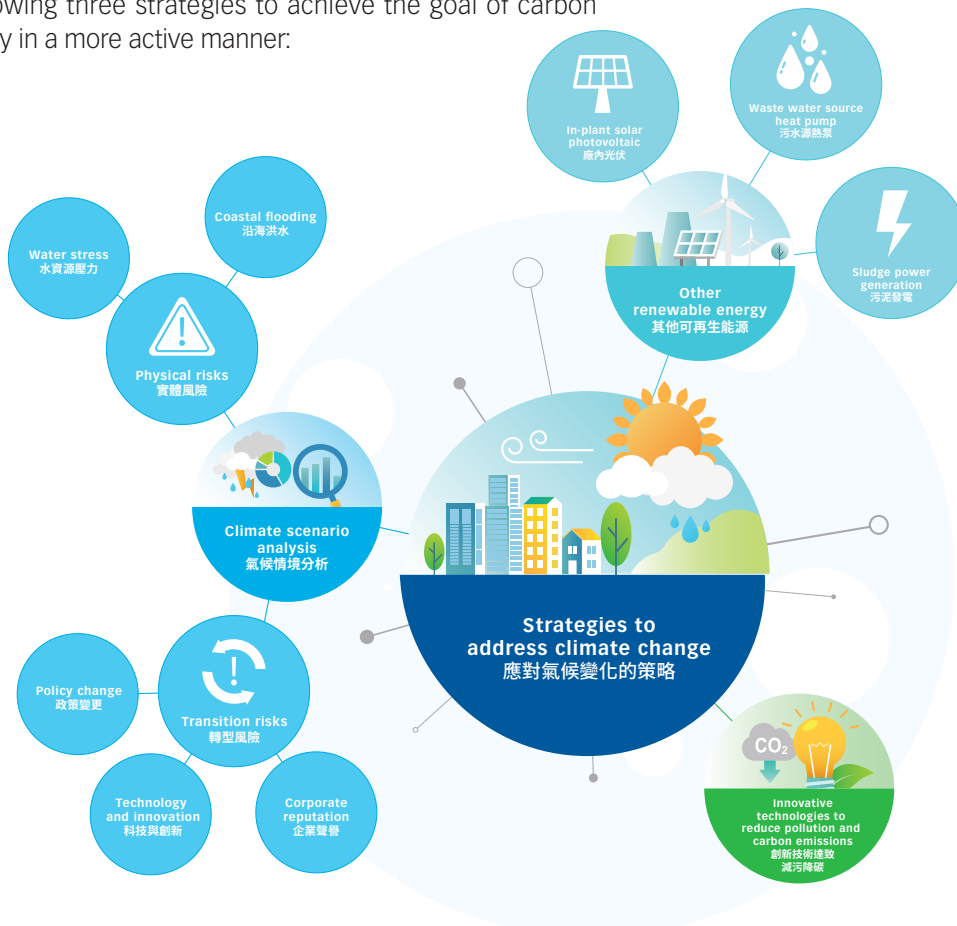 owing three strategies to achieve the goal of carbon
y in a more active manner:
In-plant solar
photovoltaic
廠內光伏
Waste water source
heat pump
污水源熱泵
Sludge power
generation
污泥發電
Other
renewable energy
其他可再生能源
Coastal flooding
沿海洪水
Water stress
水資源壓力
Physical risks
實體風險
Climate scenario
analysis
氣候情境分析
Strategies to
address climate change
應對氣候變化的策略
Policy change
政策變更
Transition risks
轉型風險
Technology
and innovation
科技與創新
Corporate
reputation
企業聲譽
CO₂
Innovative
technologies to
reduce pollution and
carbon emissions
創新技術達致
減污降碳